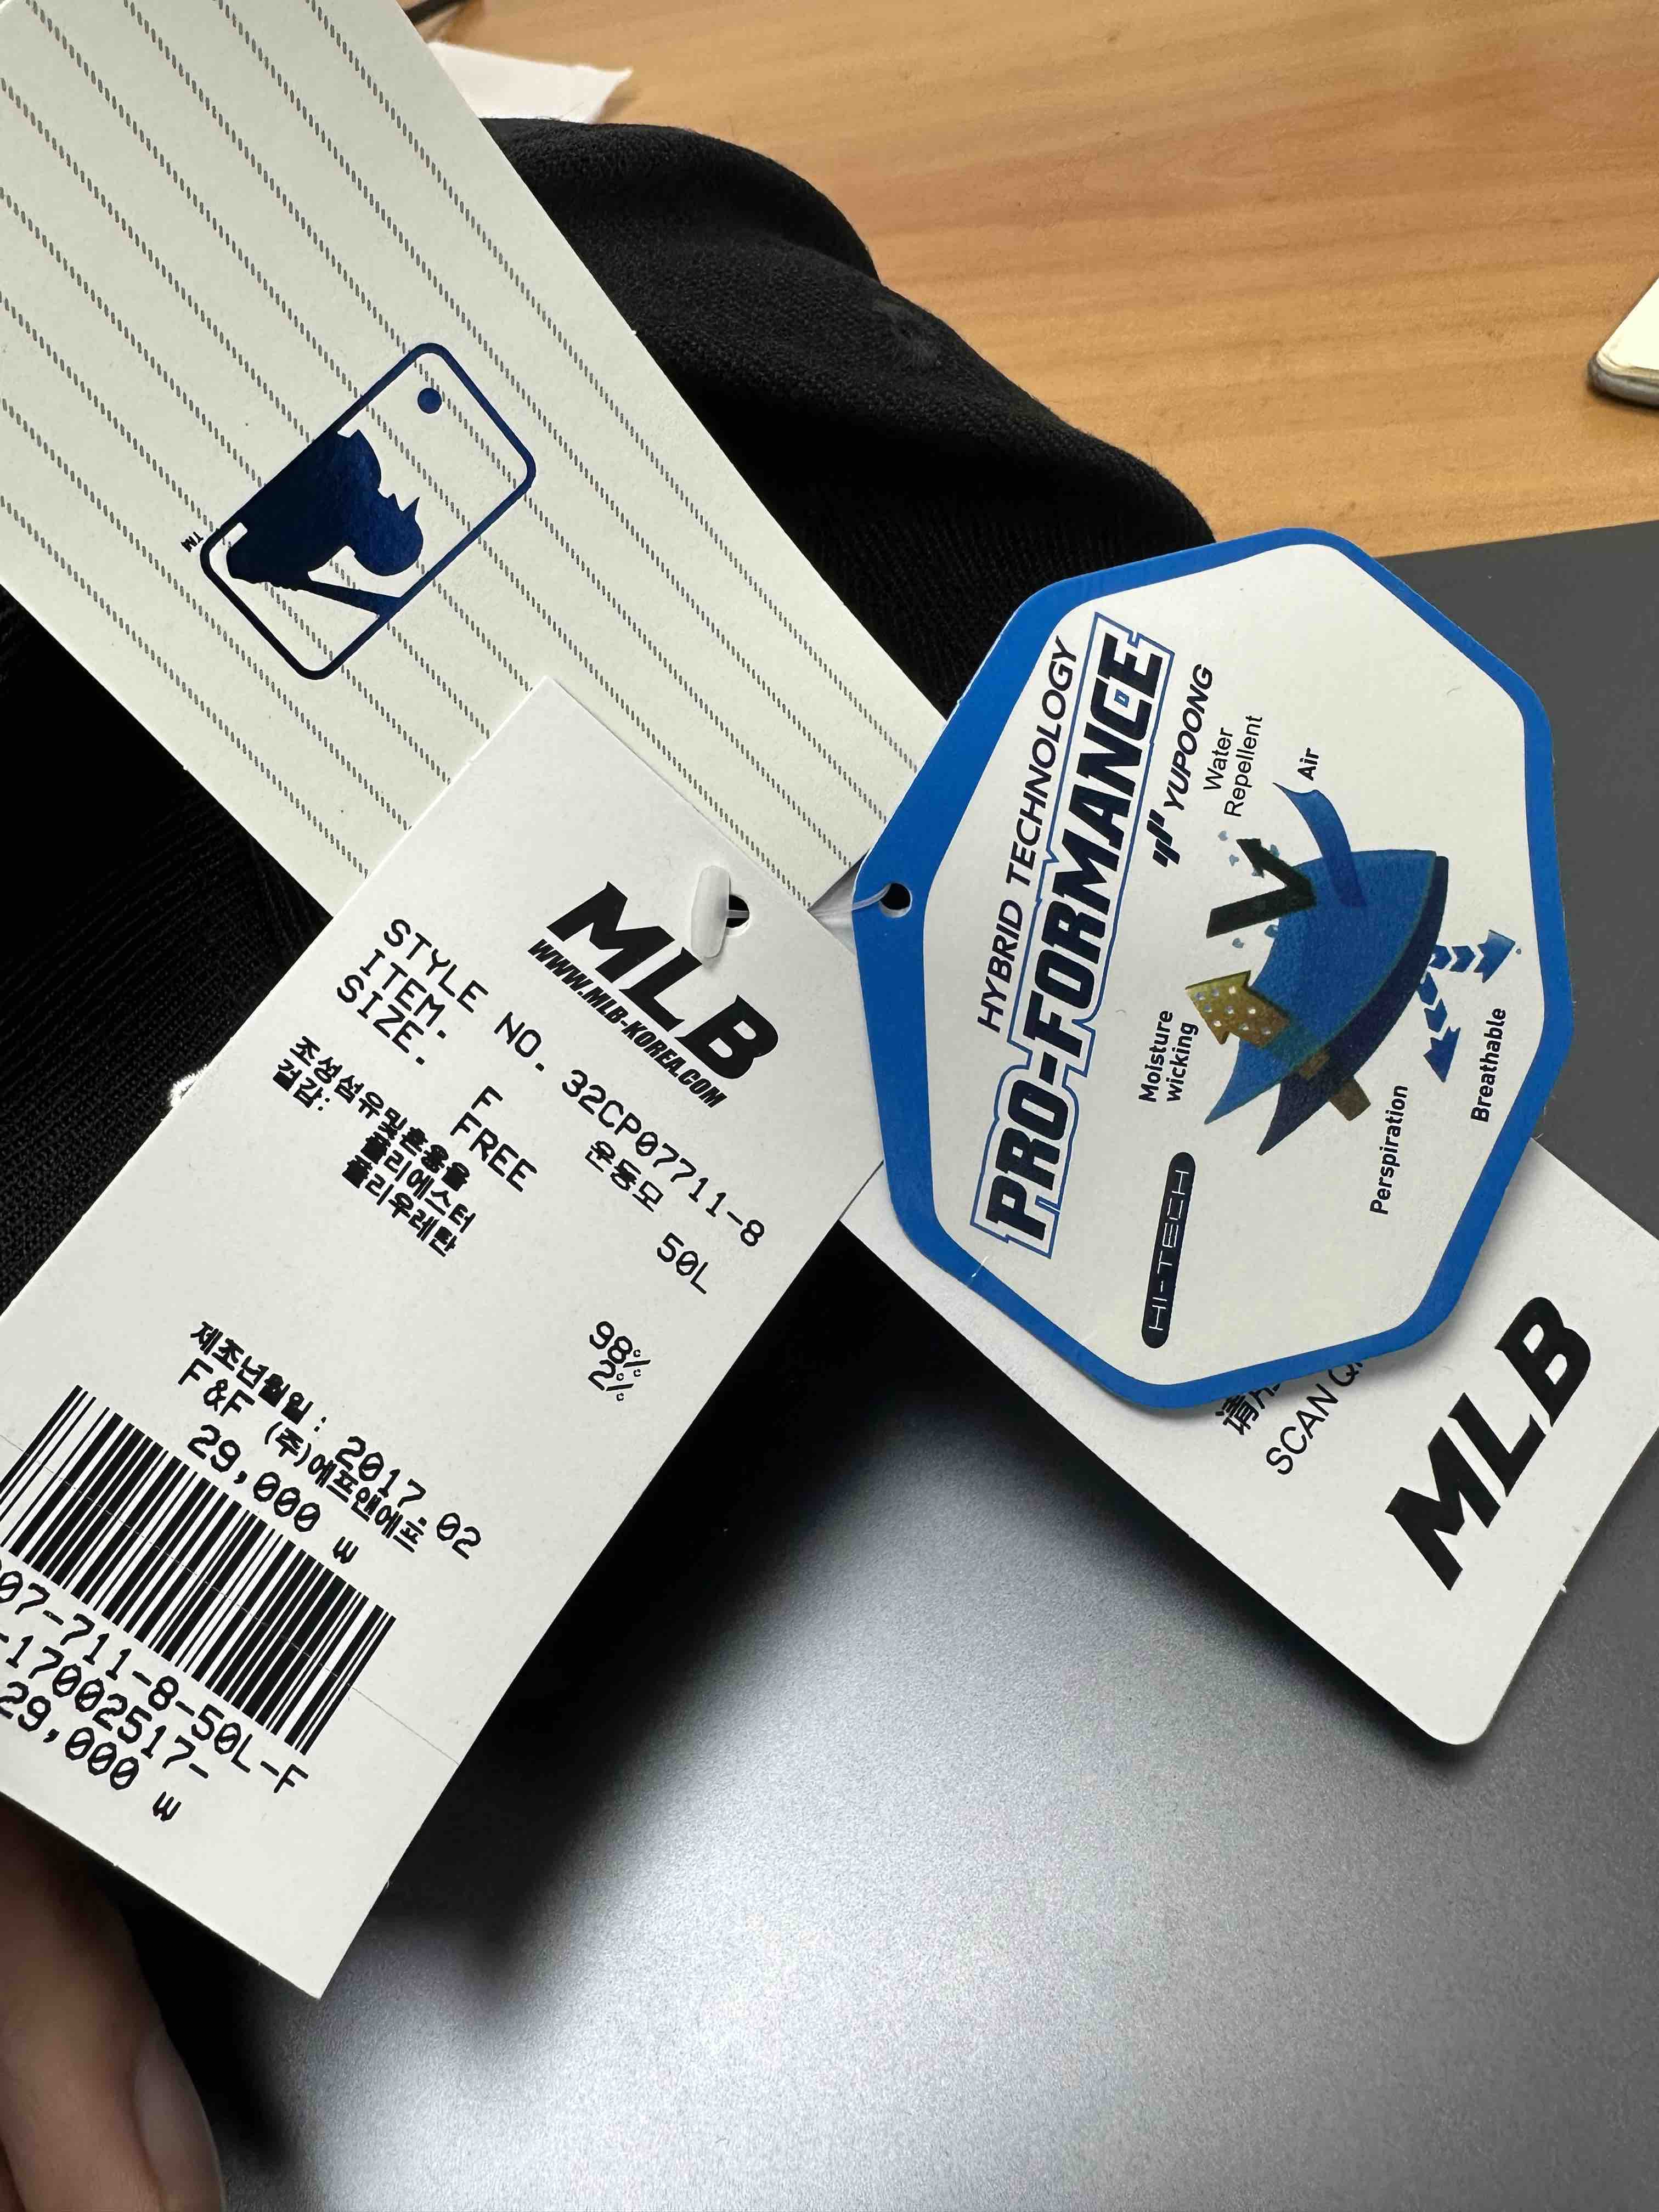 TM
MLB
WWW.MLB-KOREA.COM
STYLE NO. 32CP07711-8
ITEM. F 운동모 50L
SIZE. FREE
조성섬유및혼용율
겉감: 폴리에스터 98%
폴리우레탄 2%
제조년월일: 2017.02
F&F (주)에프앤에프
29,000 W
07-711-8-50L-F
-17002517-
29,000 W
HYBRID TECHNOLOGY
PRO-FORMANCE
YUPOONG
Water
Repellent
Air
Moisture
wicking
Perspiration
Breathable
HI-TECH
请
SCAN
MLB